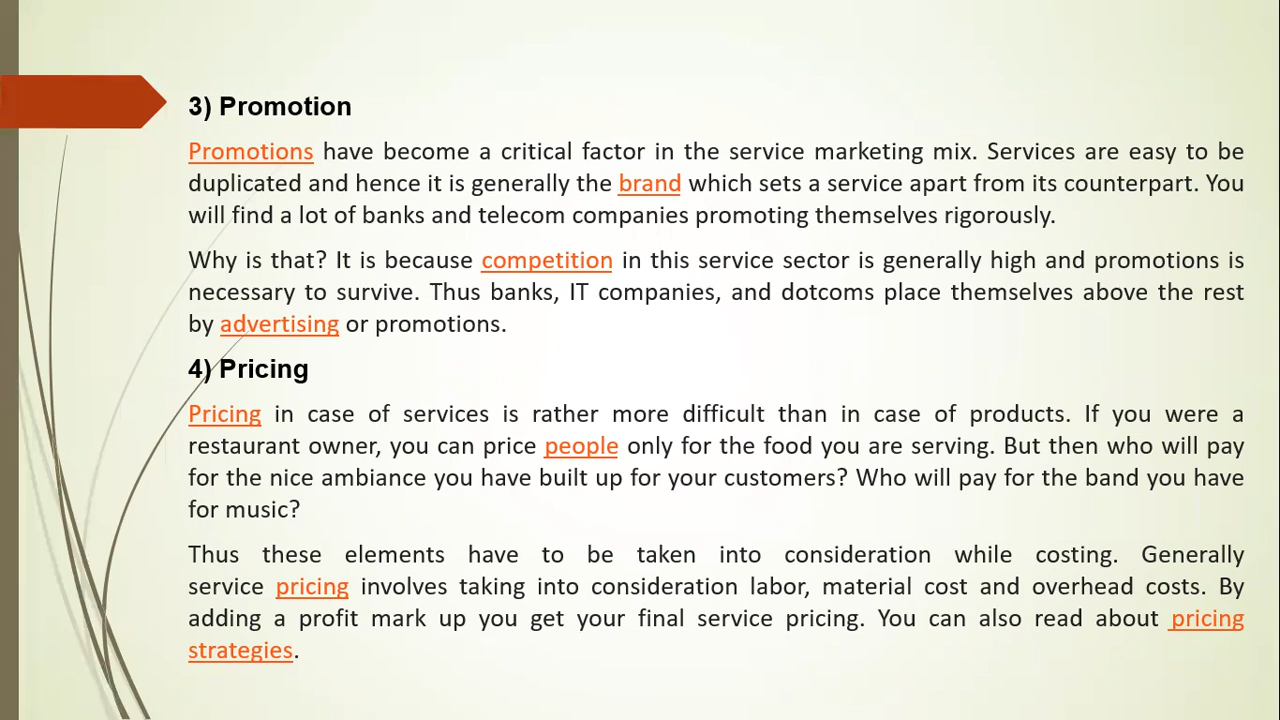 3) Promotion
Promotions have become a critical factor in the service marketing mix. Services are easy to be
duplicated and hence it is generally the brand which sets a service apart from its counterpart. You
will find a lot of banks and telecom companies promoting themselves rigorously.
Why is that? It is because competition in this service sector is generally high and promotions is
necessary to survive. Thus banks, IT companies, and dotcoms place themselves above the rest
by advertising or promotions.
4) Pricing
Pricing in case of services is rather more difficult than in case of products. If you were a
restaurant owner, you can price people only for the food you are serving. But then who will pay
for the nice ambiance you have built up for your customers? Who will pay for the band you have
for music?
Thus these elements have to be taken into consideration while costing. Generally
service pricing involves taking into consideration labor, material cost and overhead costs. By
adding a profit mark up you get your final service pricing. You can also read about pricing
strategies.